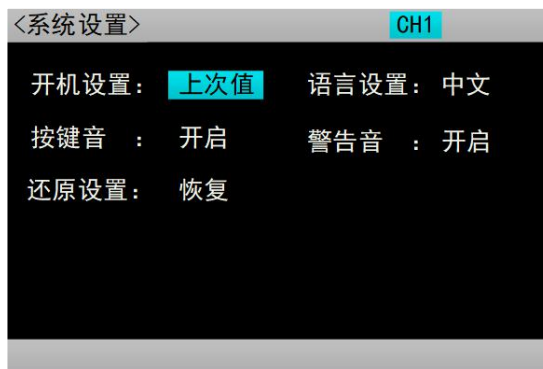 <系统设置> CH1
开机设置： 上次值 语言设置： 中文
按键音 ： 开启 警告音 ： 开启
还原设置： 恢复